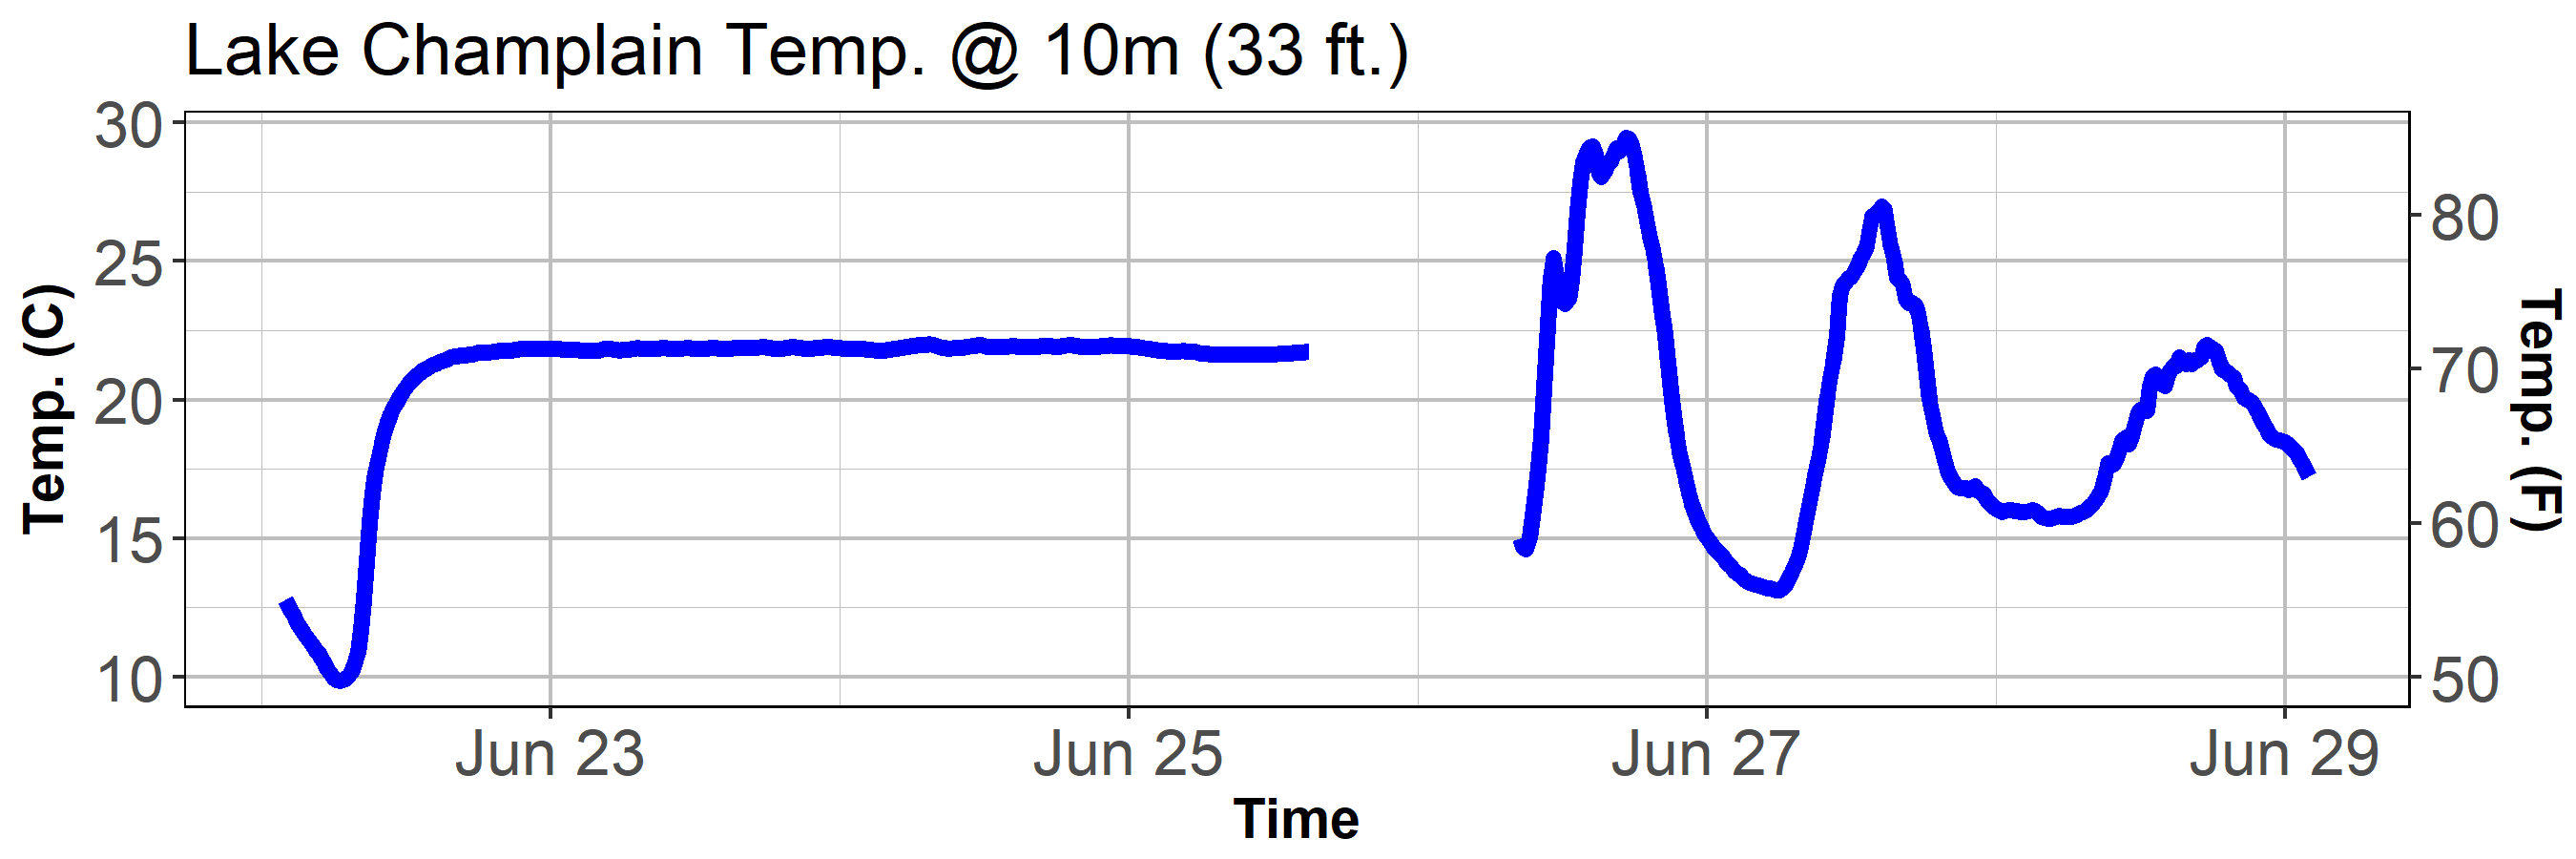 Lake Champlain Temp. @ 10m (33 ft.)
30
25
20
15
10
Temp. (C)
80
70
60
50
Temp. (F)
Jun 23
Jun 25
Jun 27
Jun 29
Time